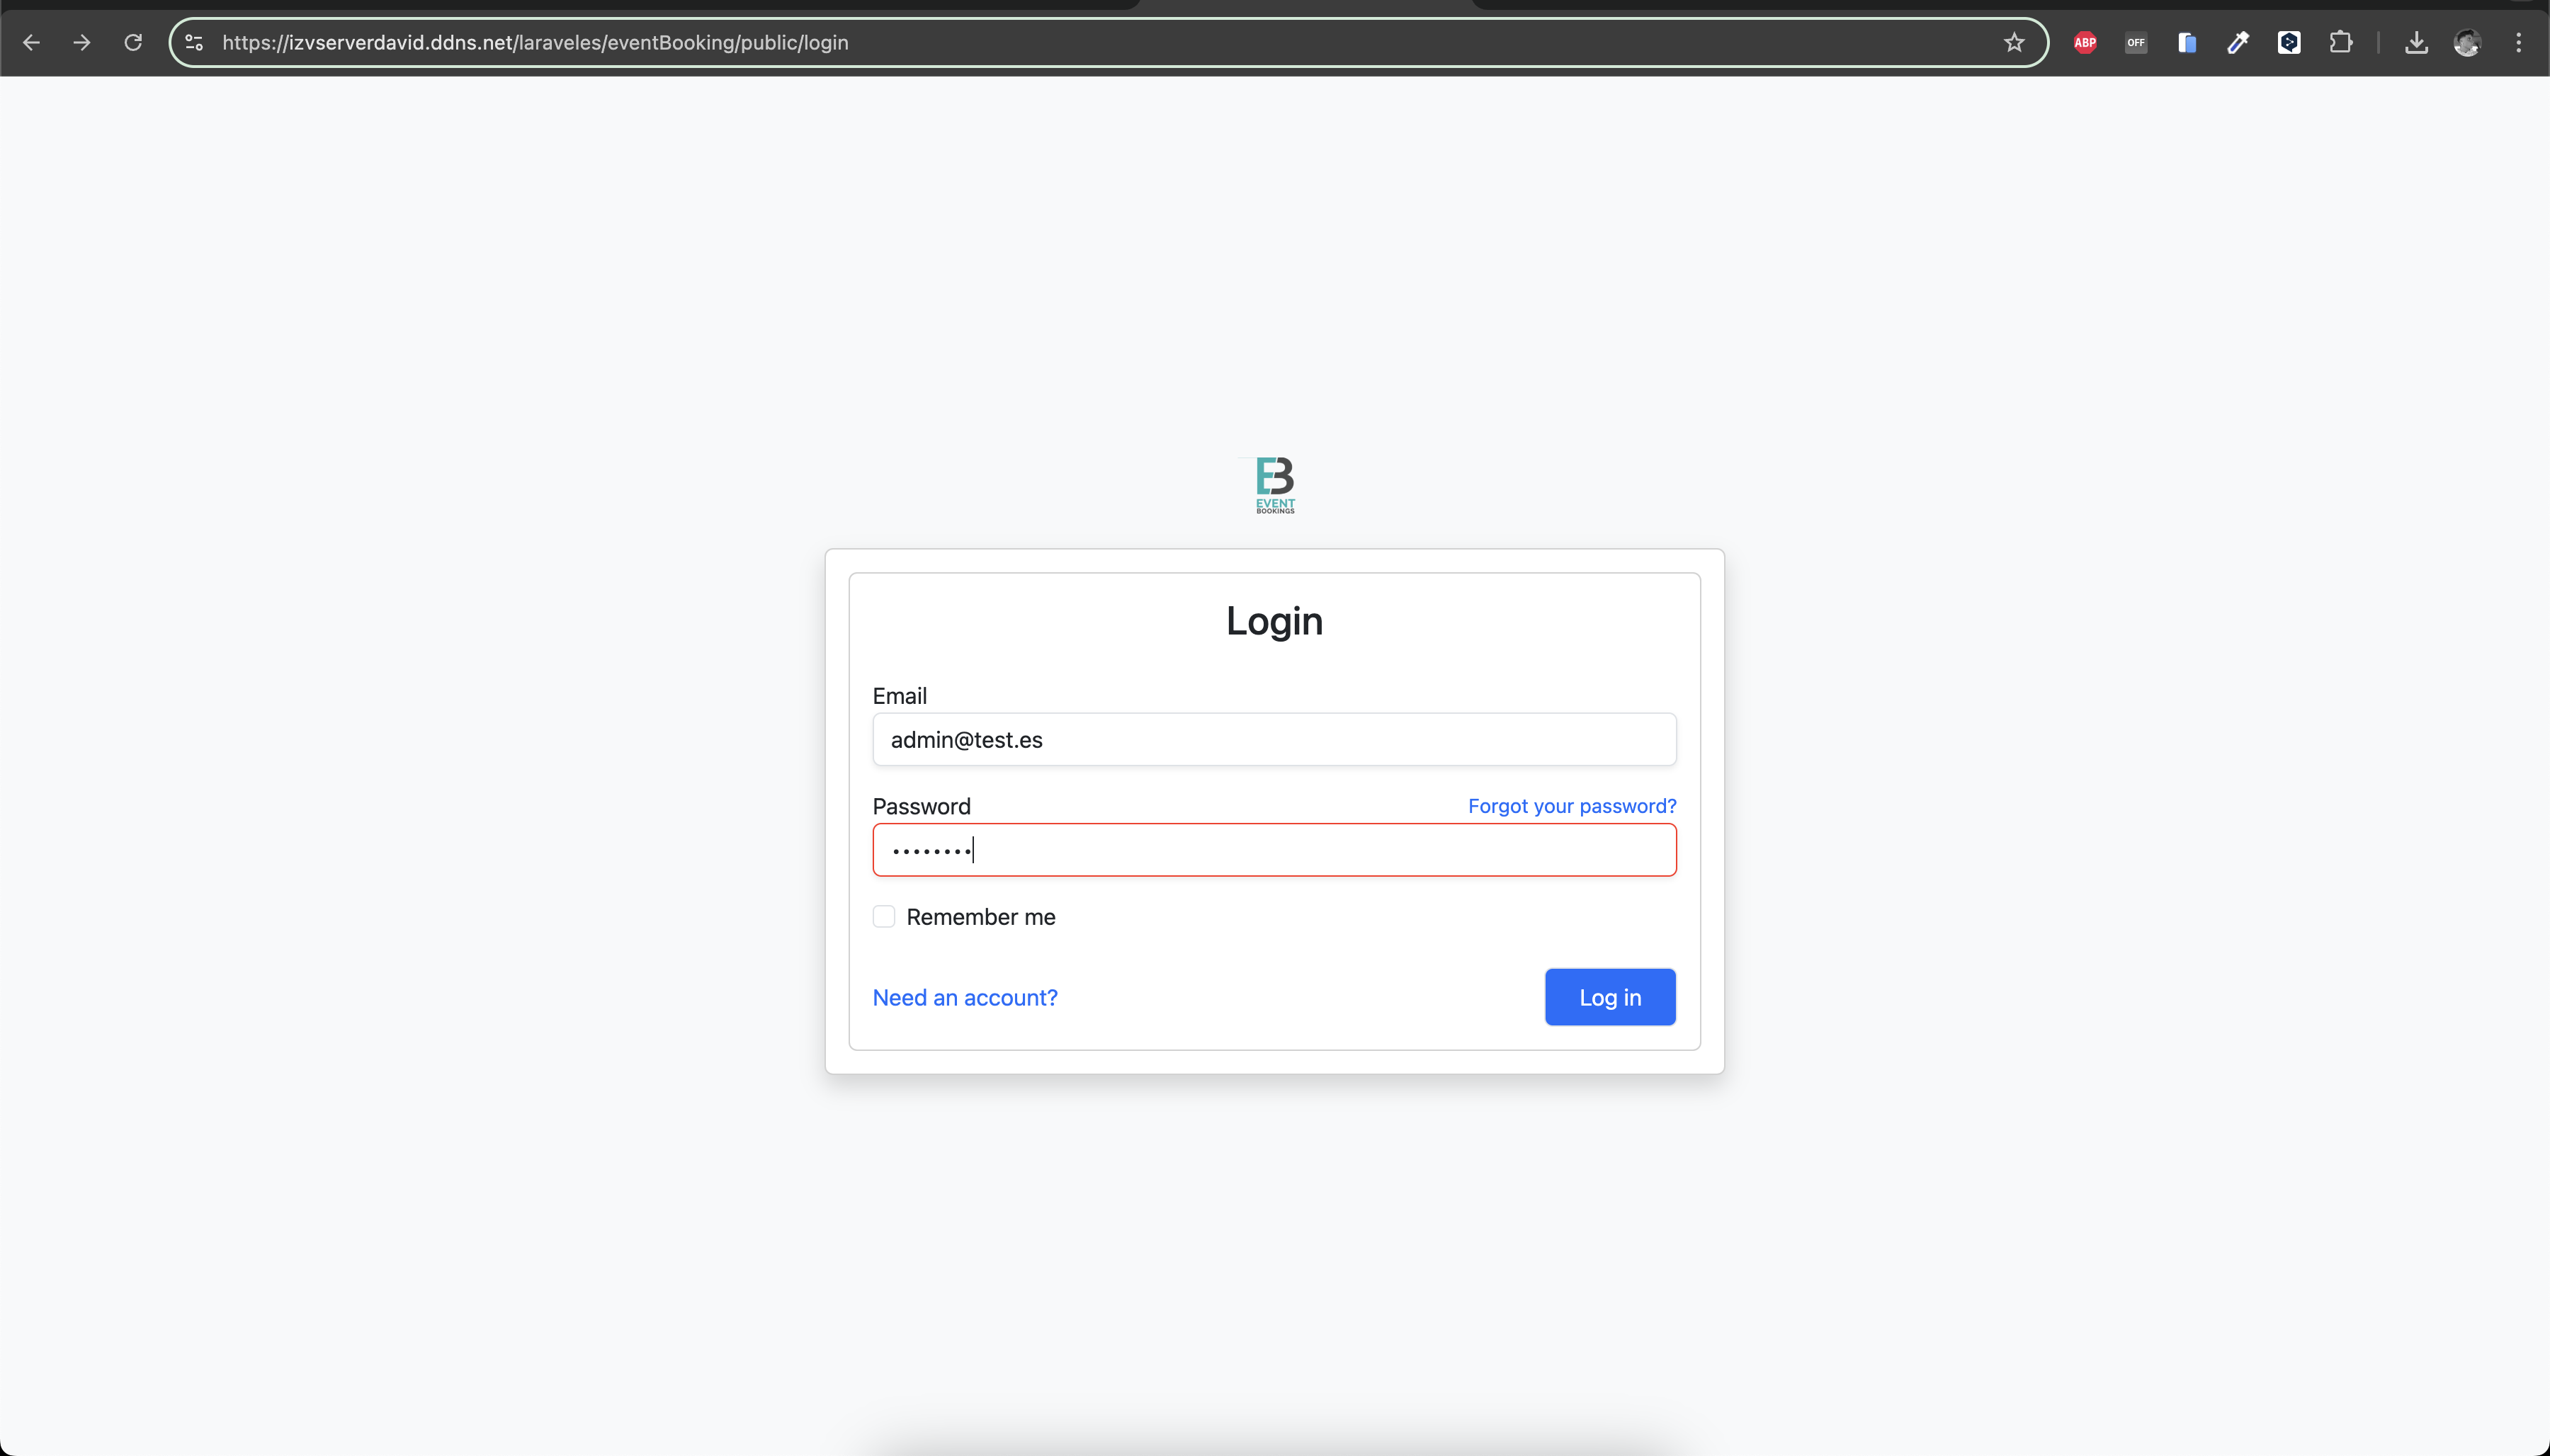 https://izvserverdavid.ddns.net/laraveles/eventBooking/public/login
ABP
OFF
EB
EVENT
BOOKINGS
Login
Email
admin@test.es
Password
Forgot your password?
••••••••
Remember me
Need an account?
Log in